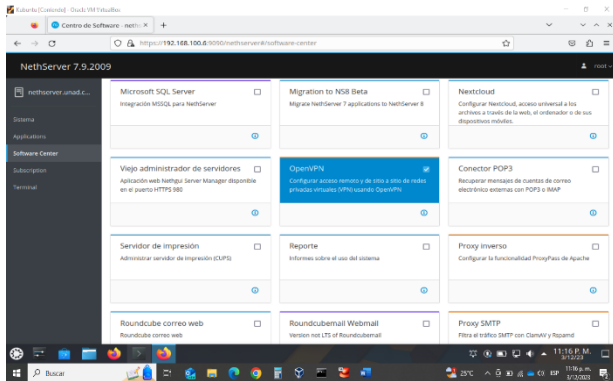 Kubuntu [Corriendo] - Oracle VM VirtualBox
Centro de Software - neths
https://192.168.100.6:9090/nethserver#/software-center
NethServer 7.9.2009
root
nethserver.unad.c...
Sistema
Applications
Software Center
Subscription
Terminal
Microsoft SQL Server
Integración MSSQL para NethServer
Migration to NS8 Beta
Migrate NethServer 7 applications to NethServer 8
Nextcloud
Configurar Nextcloud, acceso universal a los
archivos a través de la web, el ordenador o de sus
dispositivos móviles.
Viejo administrador de servidores
Aplicación web Nethgui Server Manager disponible
en el puerto HTTPS 980
OpenVPN
Configurar acceso remoto y de sitio a sitio de redes
privadas virtuales (VPN) usando OpenVPN
Conector POP3
Recuperar mensajes de cuentas de correo
electrónico externas con POP3 o IMAP
Servidor de impresión
Administrar servidor de impresión (CUPS)
Reporte
Informes sobre el uso del sistema
Proxy inverso
Configurar la funcionalidad ProxyPass de Apache
Roundcube correo web
Roundcube correo web
Roundcubemail Webmail
Version not LTS of Roundcubemail
Proxy SMTP
Filtra el tráfico SMTP con ClamAV y Rspamd
11:16 P. M.
3/12/23
Buscar
25°C
ESP
11:16 p. m.
3/12/2023